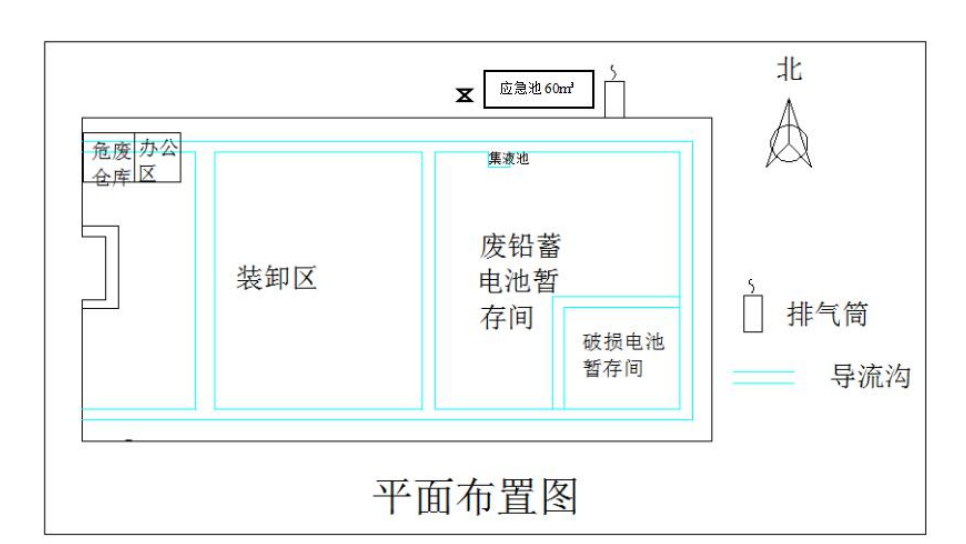 北
应急池 60m³
危废
仓库
办公
区
集液池
装卸区
废铅蓄
电池暂
存间
破损电池
暂存间
排气筒
导流沟
平面布置图